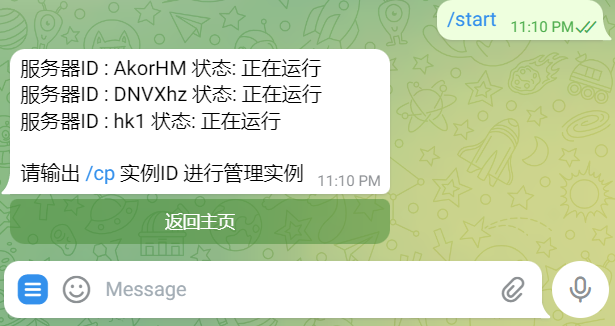 /start 11:10 PM
服务器ID : AkorHM 状态: 正在运行
服务器ID : DNVXhz 状态: 正在运行
服务器ID : hk1 状态: 正在运行
请输出 /cp 实例ID 进行管理实例 11:10 PM
返回主页
Message